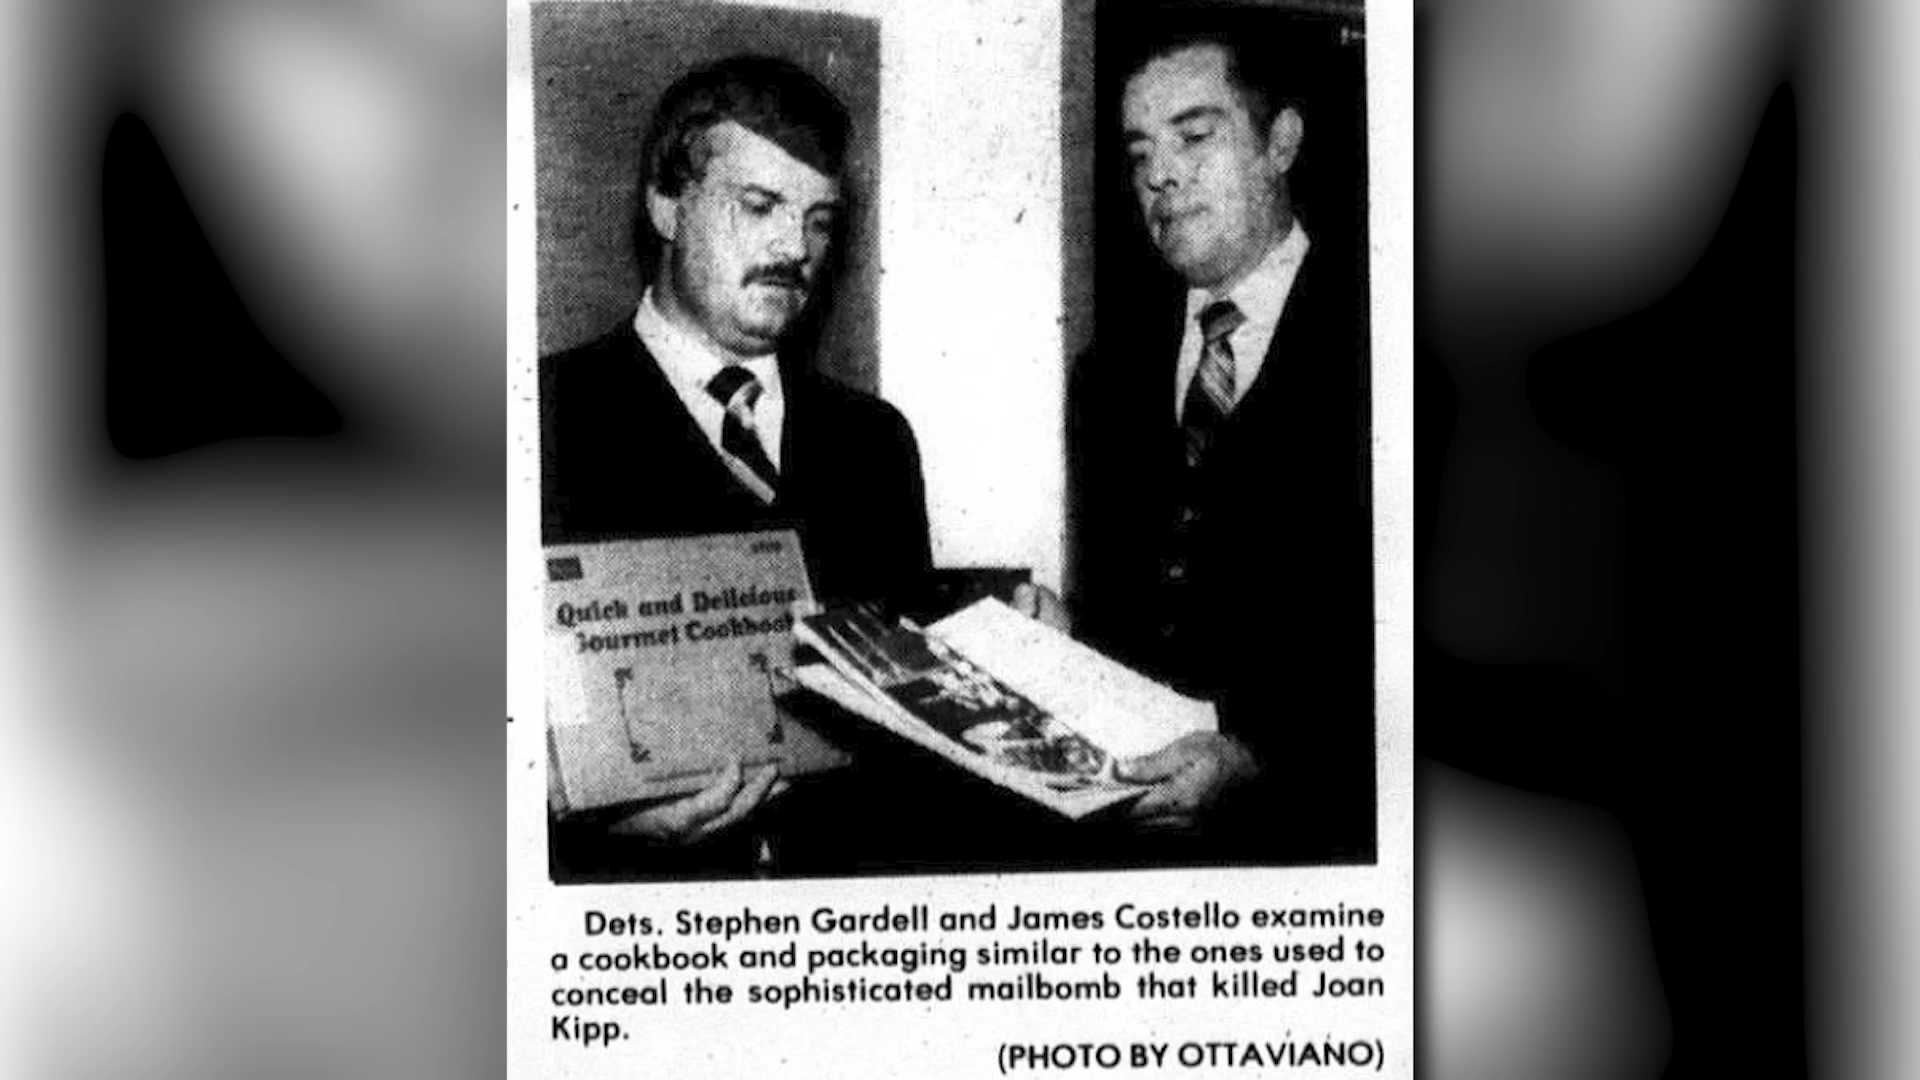 Quick and Delicious
Gourmet Cookbook
Dets. Stephen Gardell and James Costello examine
a cookbook and packaging similar to the ones used to
conceal the sophisticated mailbomb that killed Joan
Kipp.
(PHOTO BY OTTAVIANO)